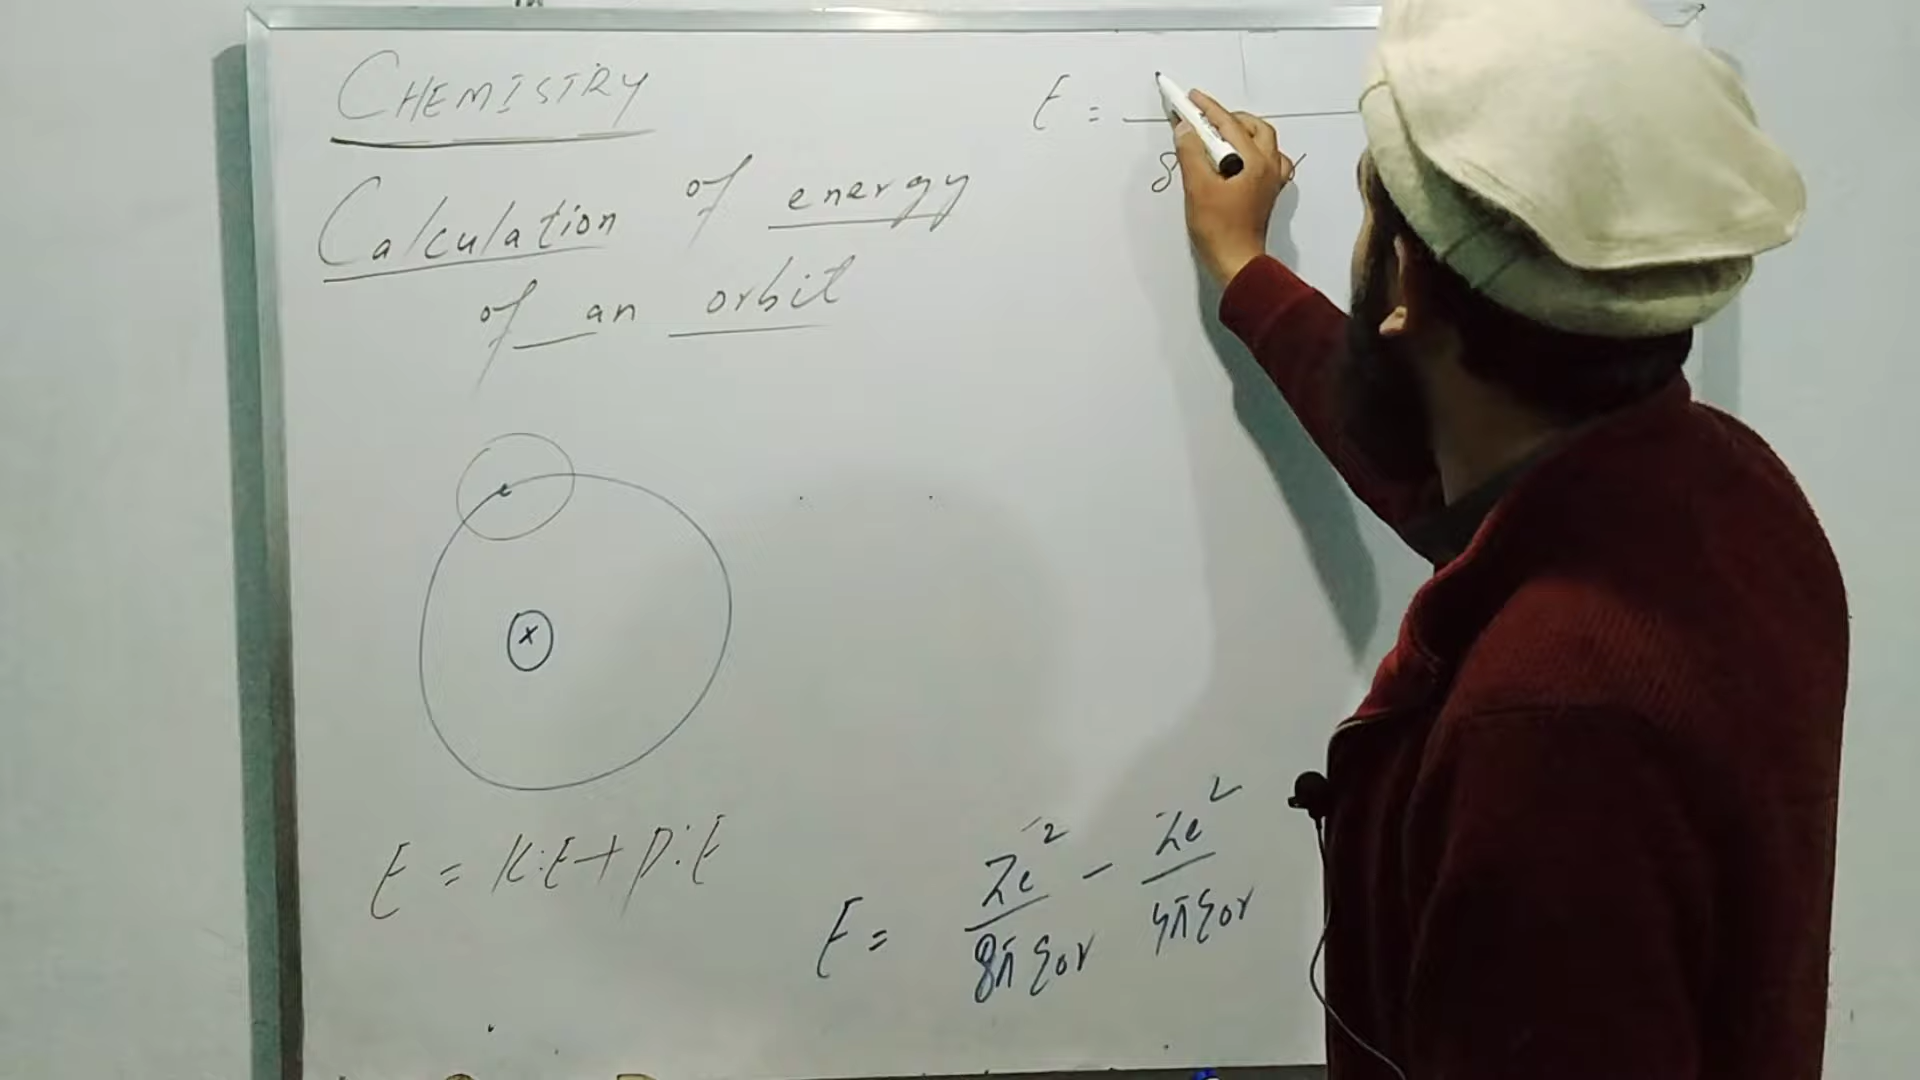 CHEMISTRY
Calculation of energy
of an orbit
E =
8
e
x
E = K.E + P.E
E = Ze² / 8πε₀r - Ze² / 4πε₀r